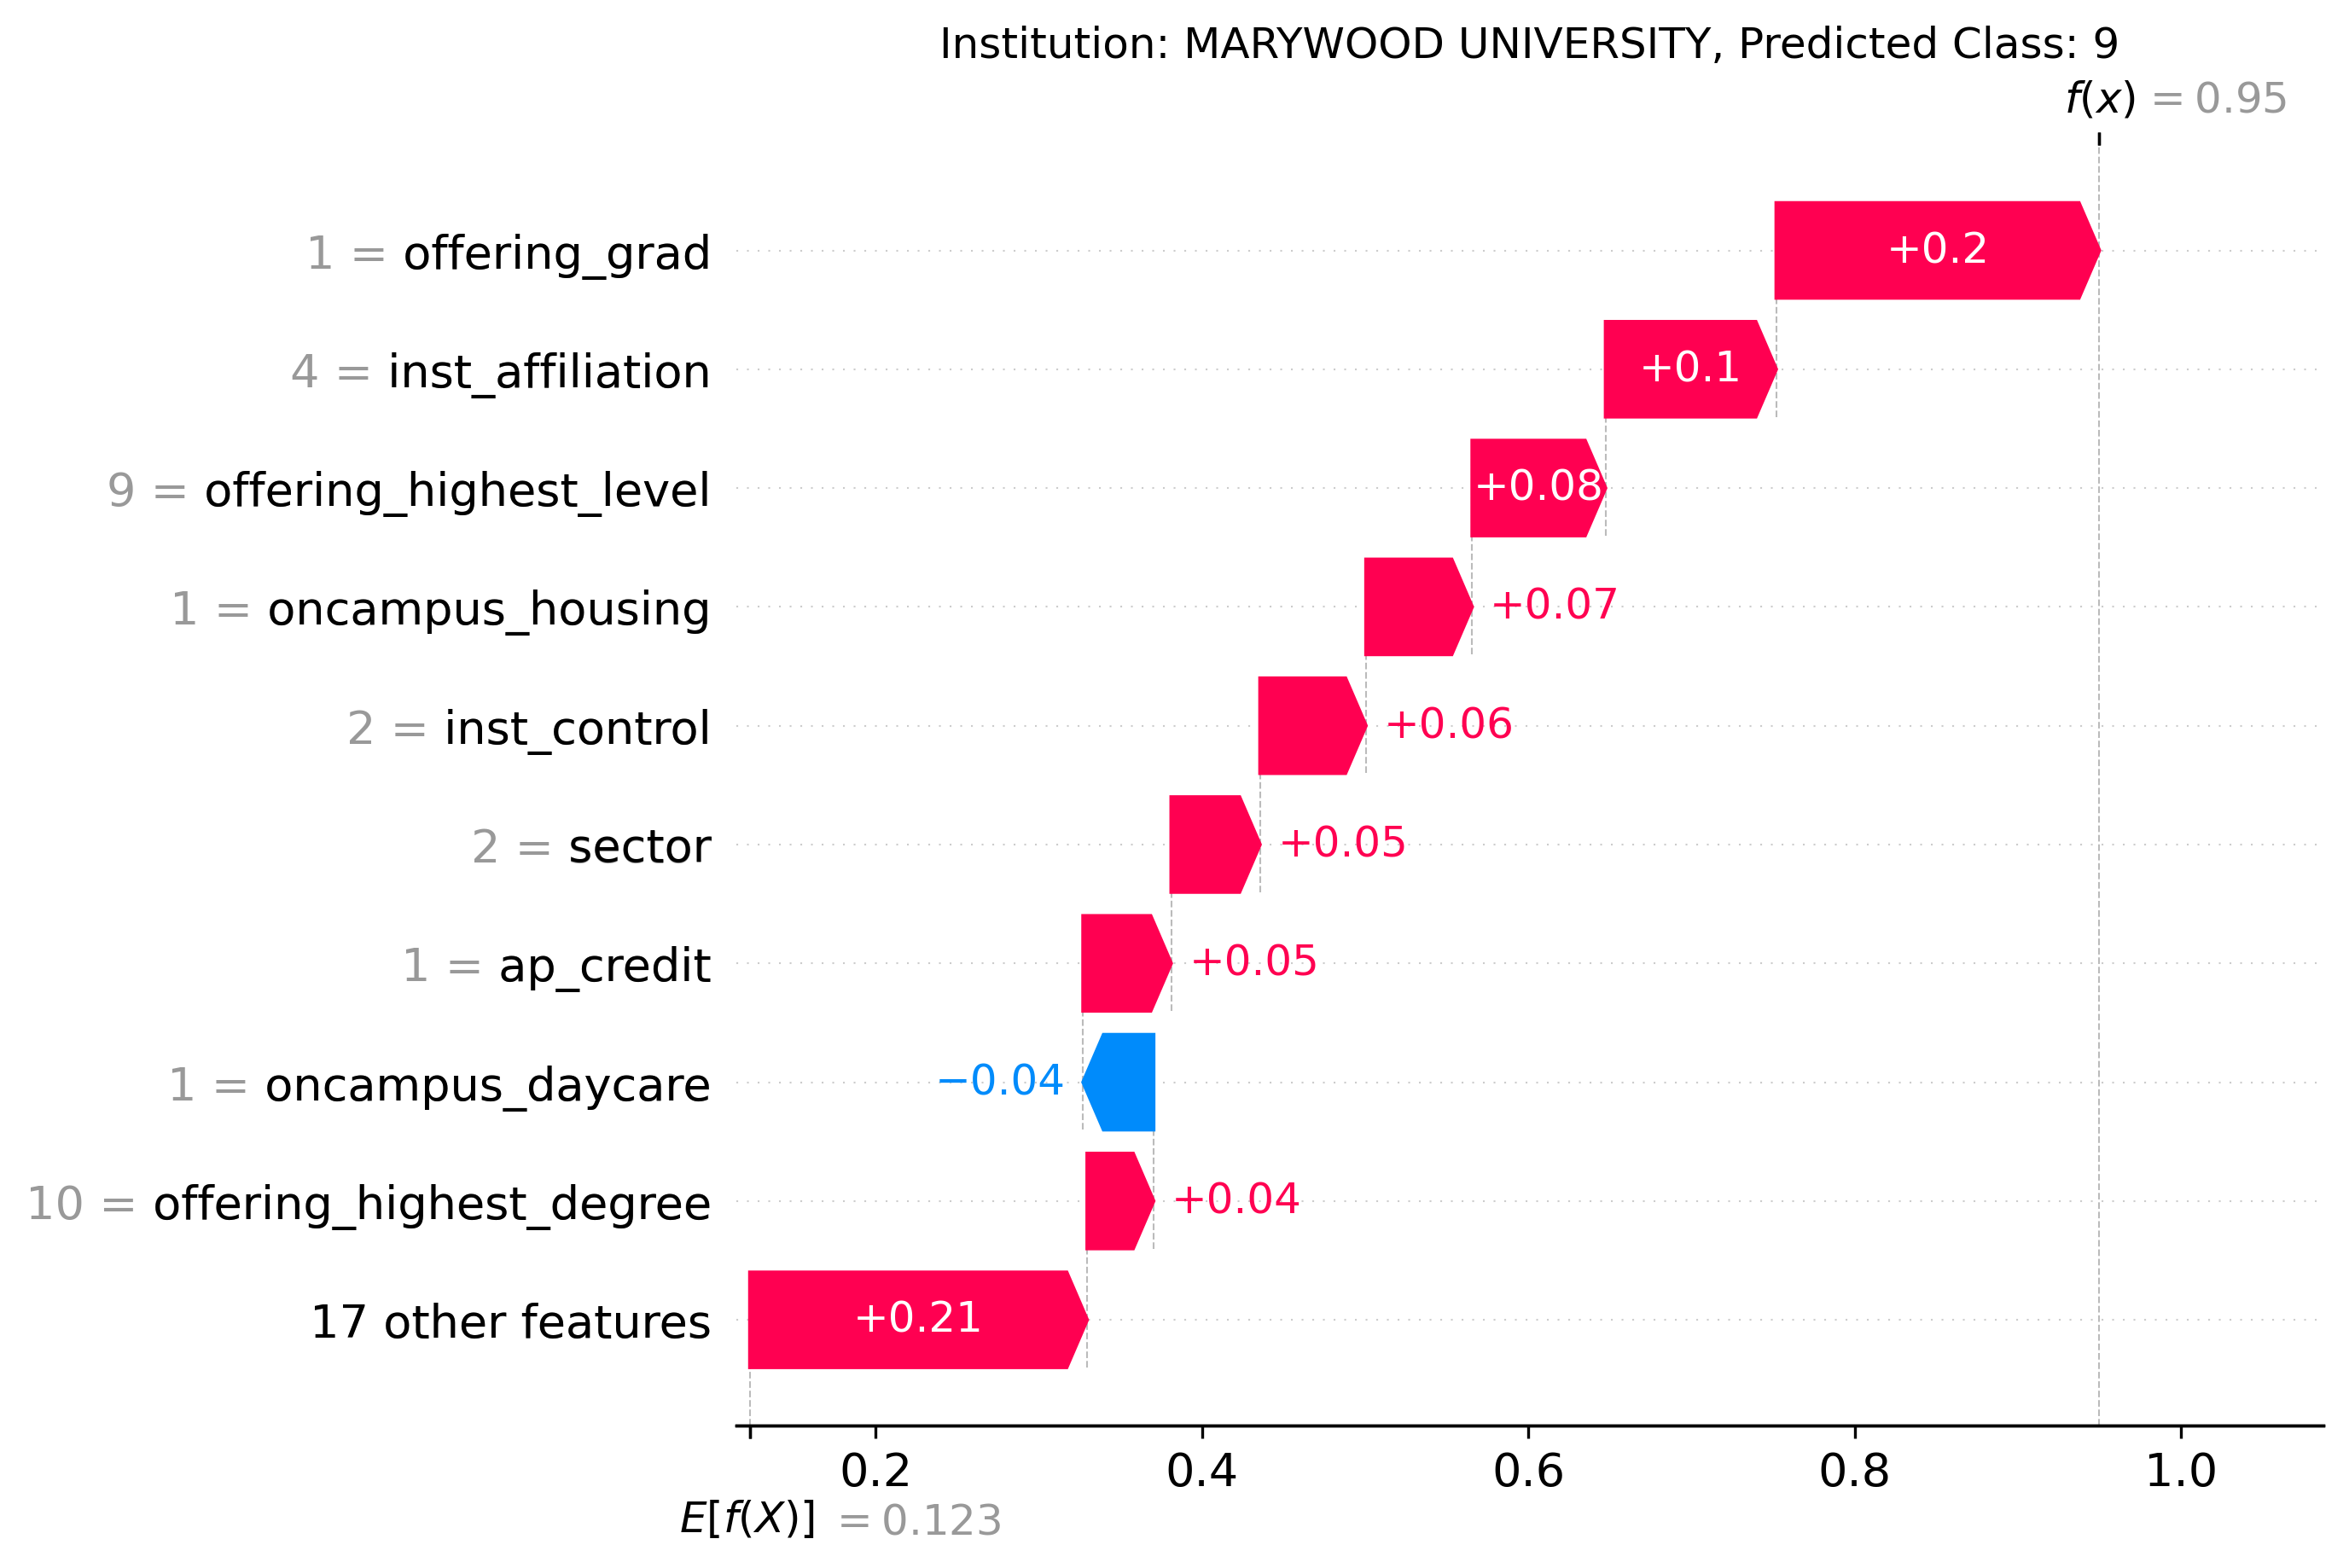 Institution: MARYWOOD UNIVERSITY, Predicted Class: 9
f(x) = 0.95
1 = offering_grad +0.2
4 = inst_affiliation +0.1
9 = offering_highest_level +0.08
1 = oncampus_housing +0.07
2 = inst_control +0.06
2 = sector +0.05
1 = ap_credit +0.05
1 = oncampus_daycare −0.04
10 = offering_highest_degree +0.04
17 other features +0.21
0.2 0.4 0.6 0.8 1.0
E[f(X)] = 0.123